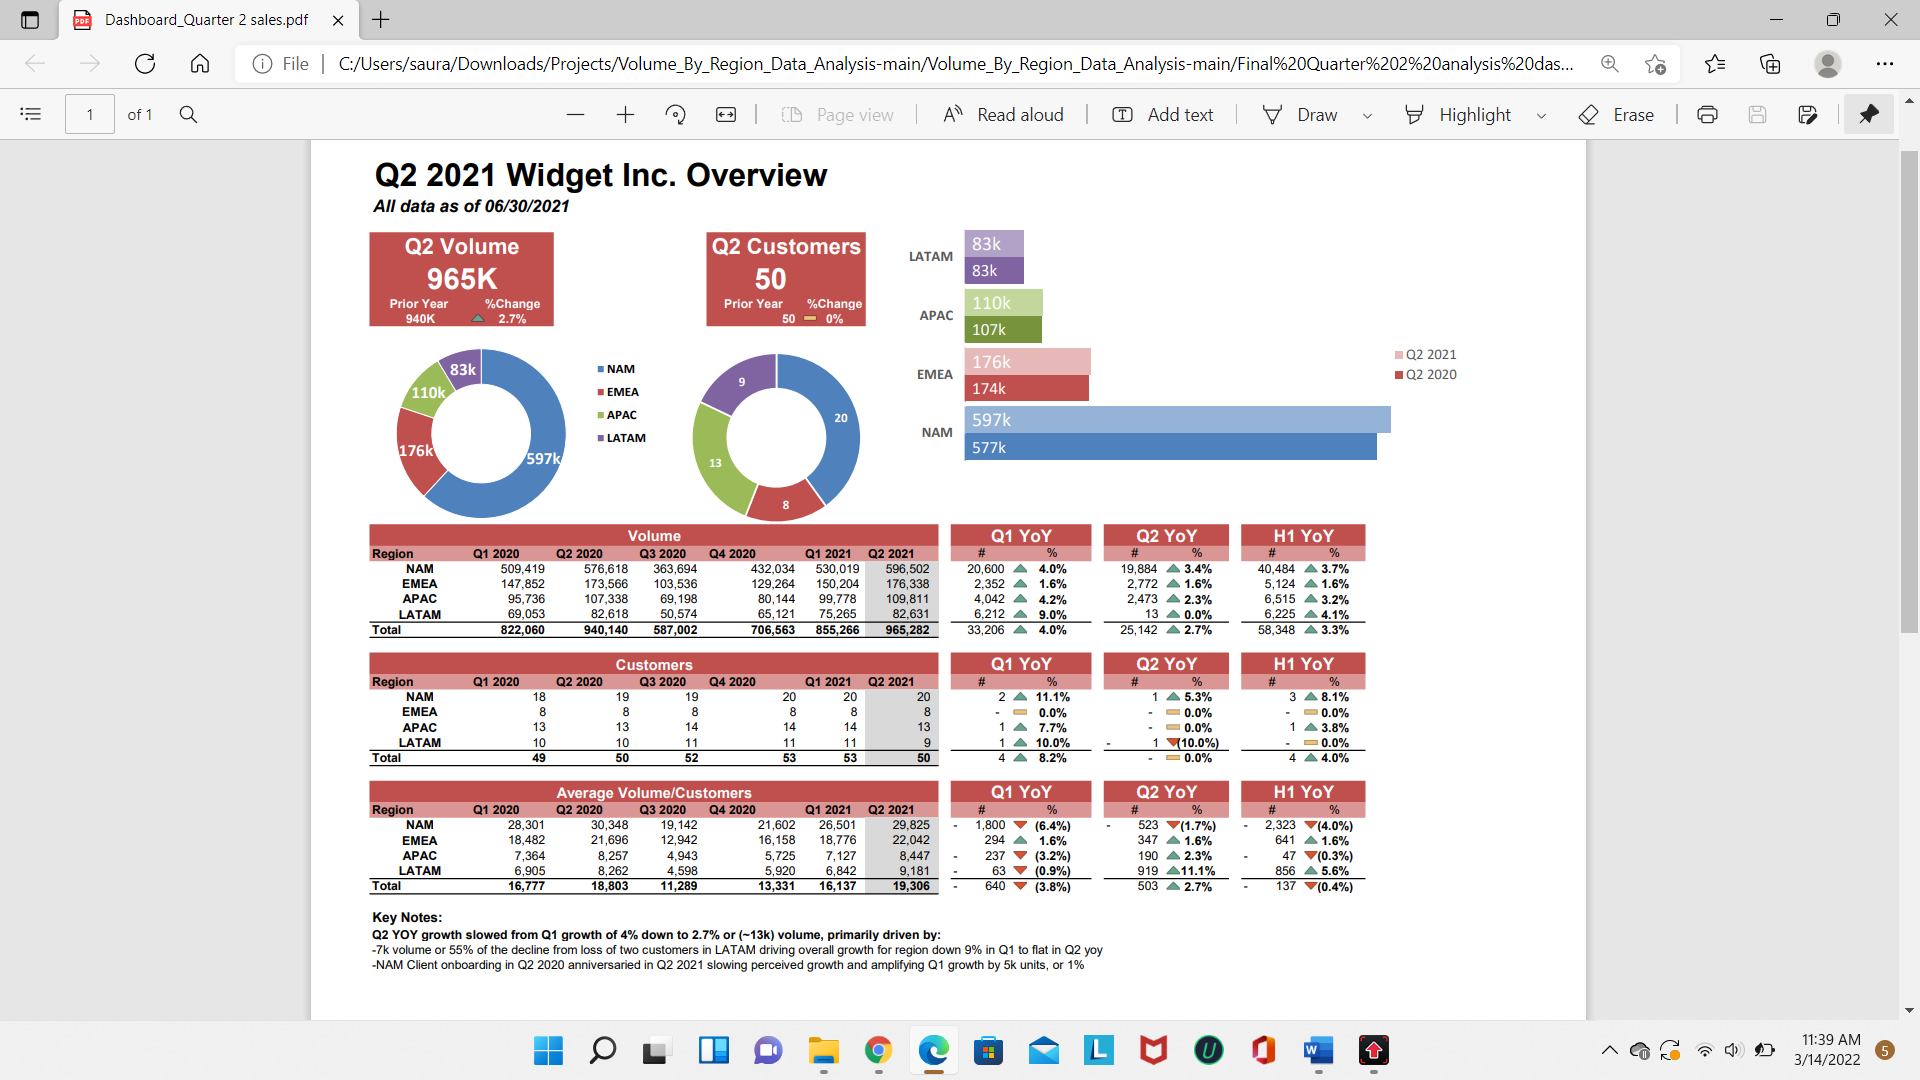 Dashboard_Quarter 2 sales.pdf
File | C:/Users/saura/Downloads/Projects/Volume_By_Region_Data_Analysis-main/Volume_By_Region_Data_Analysis-main/Final%20Quarter%202%20analysis%20das...
1 of 1 Page view Read aloud Add text Draw Highlight Erase
Q2 2021 Widget Inc. Overview
All data as of 06/30/2021
Q2 Volume
965K
Prior Year %Change
940K 2.7%
Q2 Customers
50
Prior Year %Change
50 0%
83k
110k
176k
597k
NAM
EMEA
APAC
LATAM
9
20
13
8
LATAM 83k
83k
APAC 110k
107k
EMEA 176k
174k
NAM 597k
577k
Q2 2021
Q2 2020
Volume Q1 YoY Q2 YoY H1 YoY
Region Q1 2020 Q2 2020 Q3 2020 Q4 2020 Q1 2021 Q2 2021 # % # % # %
NAM 509,419 576,618 363,694 432,034 530,019 596,502 20,600 4.0% 19,884 3.4% 40,484 3.7%
EMEA 147,852 173,566 103,536 129,264 150,204 176,338 2,352 1.6% 2,772 1.6% 5,124 1.6%
APAC 95,736 107,338 69,198 80,144 99,778 109,811 4,042 4.2% 2,473 2.3% 6,515 3.2%
LATAM 69,053 82,618 50,574 65,121 75,265 82,631 6,212 9.0% 13 0.0% 6,225 4.1%
Total 822,060 940,140 587,002 706,563 855,266 965,282 33,206 4.0% 25,142 2.7% 58,348 3.3%
Customers Q1 YoY Q2 YoY H1 YoY
Region Q1 2020 Q2 2020 Q3 2020 Q4 2020 Q1 2021 Q2 2021 # % # % # %
NAM 18 19 19 20 20 20 2 11.1% 1 5.3% 3 8.1%
EMEA 8 8 8 8 8 8 - 0.0% - 0.0% - 0.0%
APAC 13 13 14 14 14 13 1 7.7% - 0.0% 1 3.8%
LATAM 10 10 11 11 11 9 1 10.0% - 1 (10.0%) - 0.0%
Total 49 50 52 53 53 50 4 8.2% - 0.0% 4 4.0%
Average Volume/Customers Q1 YoY Q2 YoY H1 YoY
Region Q1 2020 Q2 2020 Q3 2020 Q4 2020 Q1 2021 Q2 2021 # % # % # %
NAM 28,301 30,348 19,142 21,602 26,501 29,825 - 1,800 (6.4%) - 523 (1.7%) - 2,323 (4.0%)
EMEA 18,482 21,696 12,942 16,158 18,776 22,042 294 1.6% 347 1.6% 641 1.6%
APAC 7,364 8,257 4,943 5,725 7,127 8,447 - 237 (3.2%) 190 2.3% - 47 (0.3%)
LATAM 6,905 8,262 4,598 5,920 6,842 9,181 - 63 (0.9%) 919 11.1% 856 5.6%
Total 16,777 18,803 11,289 13,331 16,137 19,306 - 640 (3.8%) 503 2.7% - 137 (0.4%)
Key Notes:
Q2 YOY growth slowed from Q1 growth of 4% down to 2.7% or (~13k) volume, primarily driven by:
-7k volume or 55% of the decline from loss of two customers in LATAM driving overall growth for region down 9% in Q1 to flat in Q2 yoy
-NAM Client onboarding in Q2 2020 anniversaried in Q2 2021 slowing perceived growth and amplifying Q1 growth by 5k units, or 1%
11:39 AM
3/14/2022
5